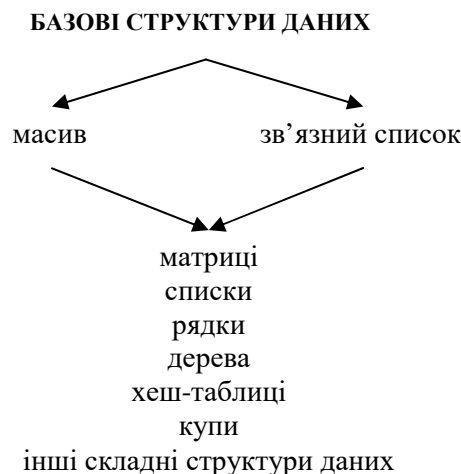 БАЗОВІ СТРУКТУРИ ДАНИХ
масив зв’язний список
матриці
списки
рядки
дерева
хеш-таблиці
купи
інші складні структури даних